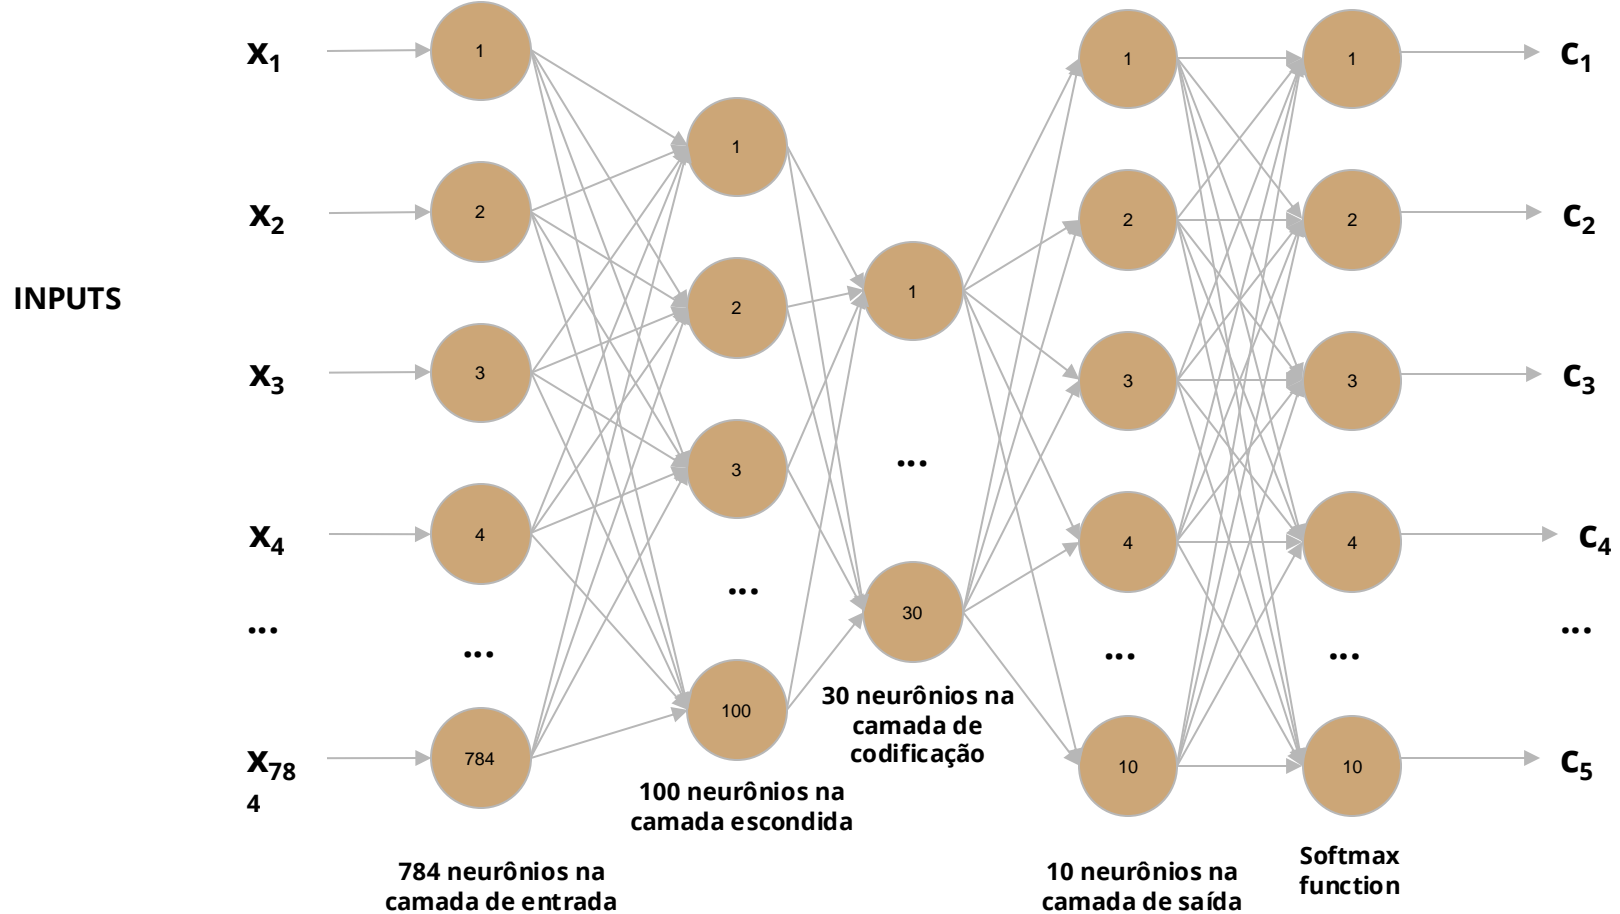 INPUTS
x1
x2
x3
x4
...
x78
4
1
2
3
4
...
784
784 neurônios na
camada de entrada
1
2
3
...
100
100 neurônios na
camada escondida
1
...
30
30 neurônios na
camada de
codificação
1
2
3
4
...
10
10 neurônios na
camada de saída
1
2
3
4
...
10
Softmax
function
c1
c2
c3
c4
...
c5